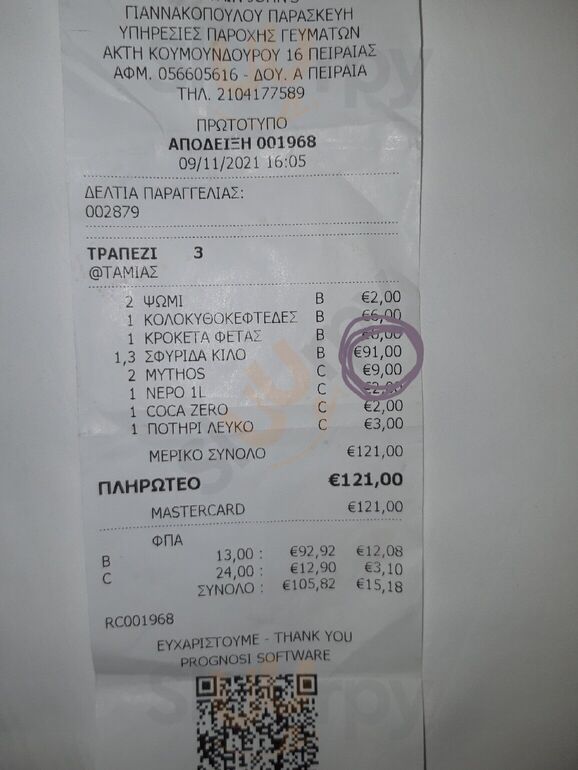 ΓΙΑΝΝΑΚΟΠΟΥΛΟΥ ΠΑΡΑΣΚΕΥΗ
ΥΠΗΡΕΣΙΕΣ ΠΑΡΟΧΗΣ ΓΕΥΜΑΤΩΝ
ΑΚΤΗ ΚΟΥΜΟΥΝΔΟΥΡΟΥ 16 ΠΕΙΡΑΙΑΣ
ΑΦΜ. 056605616 - ΔΟΥ. Α ΠΕΙΡΑΙΑ
ΤΗΛ. 2104177589
ΠΡΩΤΟΤΥΠΟ
ΑΠΟΔΕΙΞΗ 001968
09/11/2021 16:05
ΔΕΛΤΙΑ ΠΑΡΑΓΓΕΛΙΑΣ:
002879
ΤΡΑΠΕΖΙ 3
@ΤΑΜΙΑΣ
2 ΨΩΜΙ B €2,00
1 ΚΟΛΟΚΥΘΟΚΕΦΤΕΔΕΣ B €6,00
1 ΚΡΟΚΕΤΑ ΦΕΤΑΣ B €6,00
1,3 ΣΦΥΡΙΔΑ ΚΙΛΟ B €91,00
2 MYTHOS C €9,00
1 ΝΕΡΟ 1L C €2,00
1 COCA ZERO C €2,00
1 ΠΟΤΗΡΙ ΛΕΥΚΟ C €3,00
ΜΕΡΙΚΟ ΣΥΝΟΛΟ €121,00
ΠΛΗΡΩΤΕΟ €121,00
MASTERCARD €121,00
ΦΠΑ
B 13,00 : €92,92 €12,08
C 24,00 : €12,90 €3,10
ΣΥΝΟΛΟ : €105,82 €15,18
RC001968
ΕΥΧΑΡΙΣΤΟΥΜΕ - THANK YOU
PROGNOSI SOFTWARE